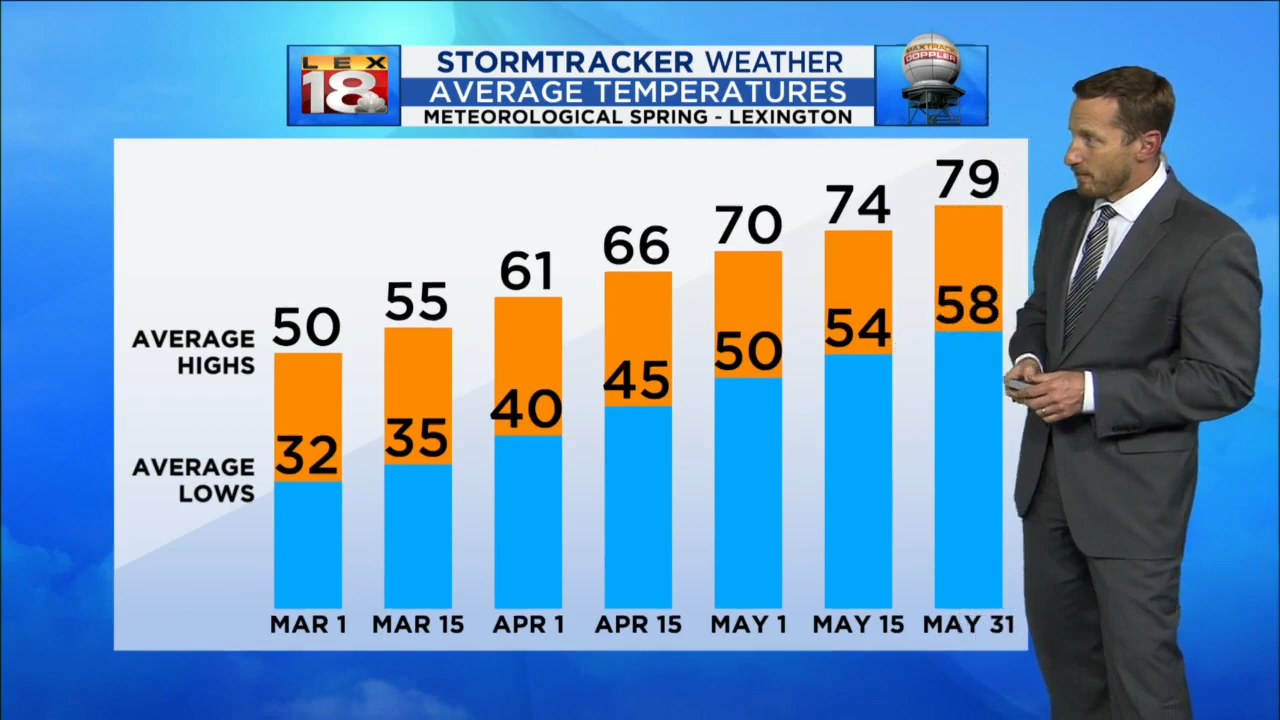 LEX
18
STORMTRACKER WEATHER
AVERAGE TEMPERATURES
METEOROLOGICAL SPRING - LEXINGTON
MAXTRACK
DOPPLER
AVERAGE
HIGHS
50
55
61
66
70
74
79
AVERAGE
LOWS
32
35
40
45
50
54
58
MAR 1
MAR 15
APR 1
APR 15
MAY 1
MAY 15
MAY 31